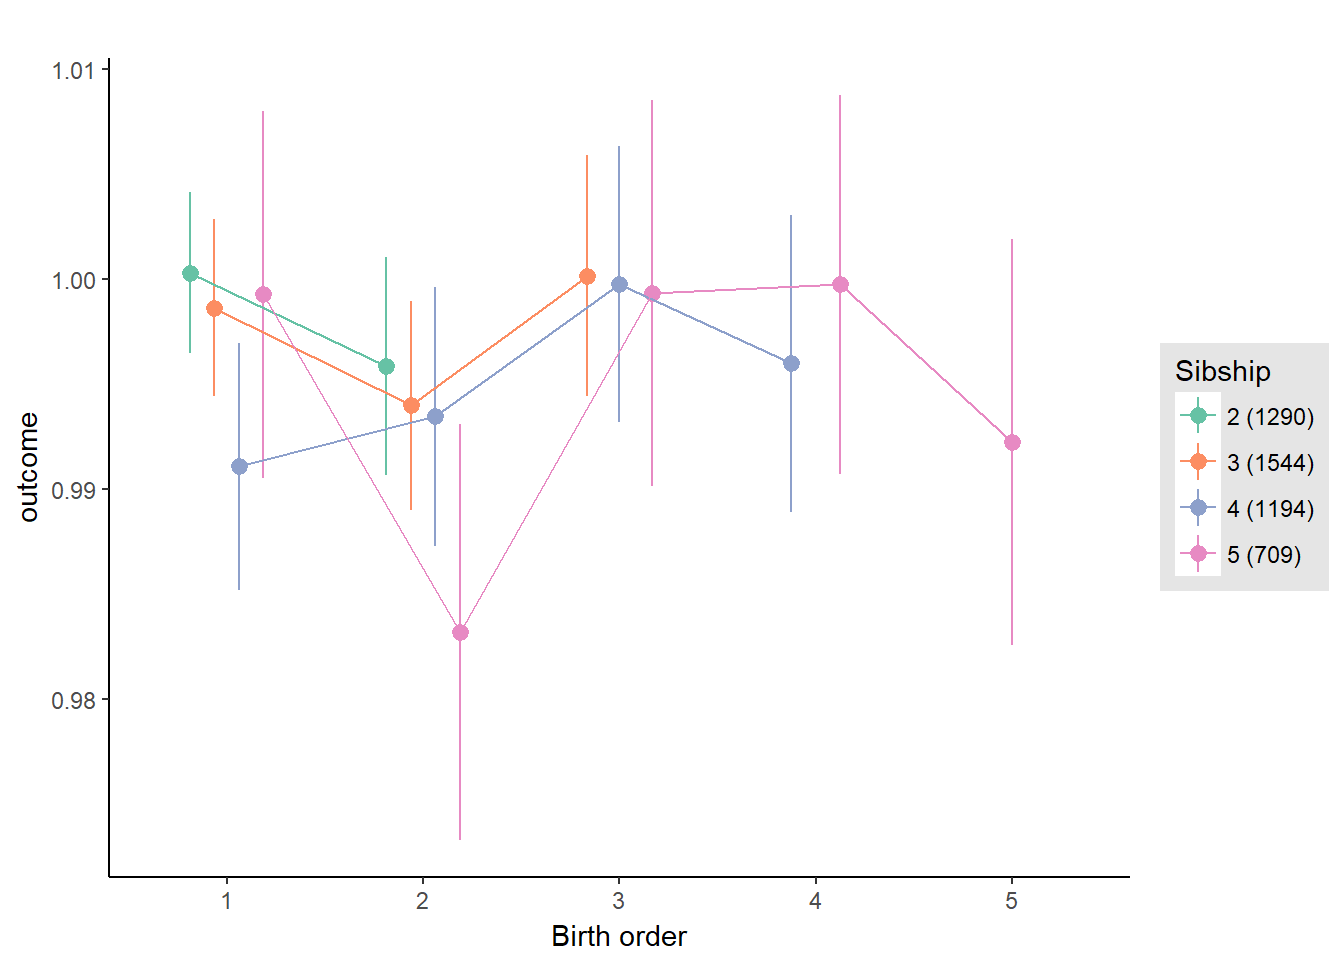 1.01
1.00
0.99
0.98
outcome
1 2 3 4 5
Birth order
Sibship
2 (1290)
3 (1544)
4 (1194)
5 (709)